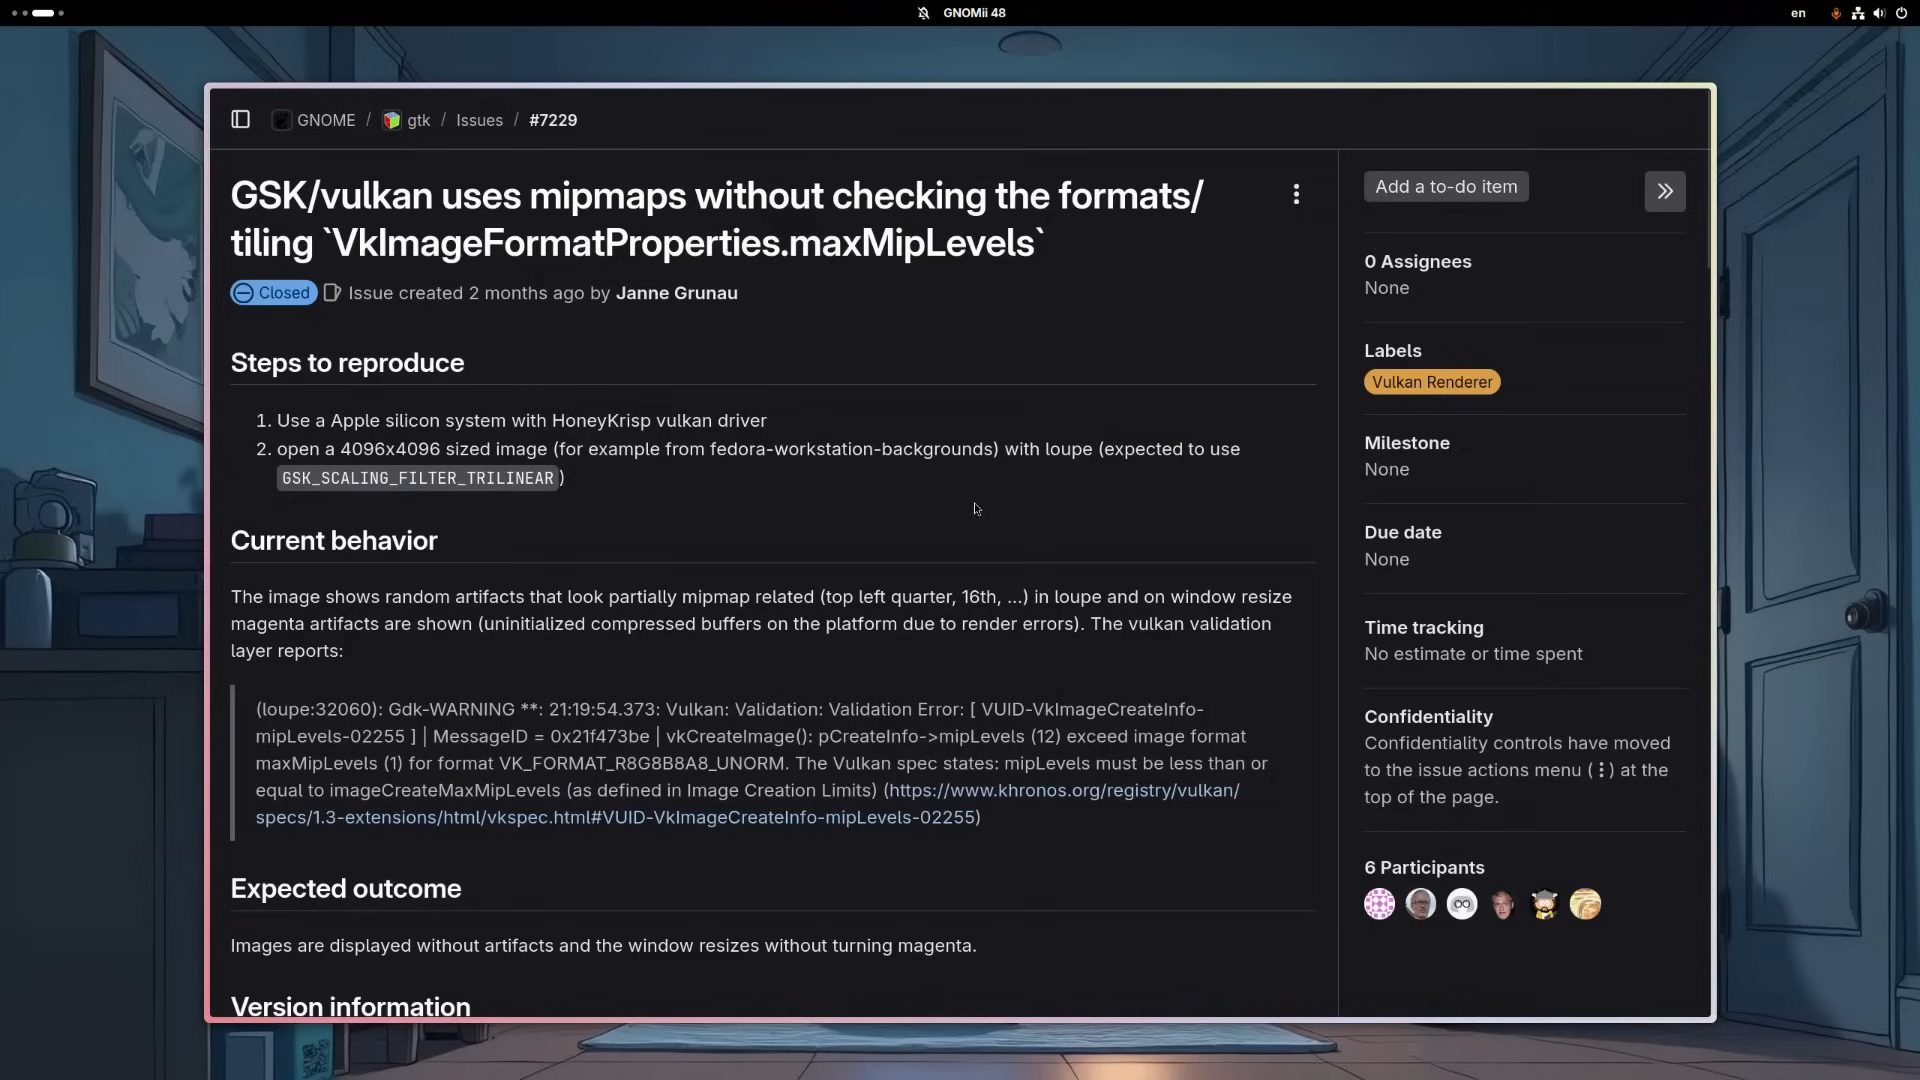 GNOMii 48
en
GNOME / gtk / Issues / #7229
GSK/vulkan uses mipmaps without checking the formats/
tiling `VkImageFormatProperties.maxMipLevels`
Closed Issue created 2 months ago by Janne Grunau
Steps to reproduce
1. Use a Apple silicon system with HoneyKrisp vulkan driver
2. open a 4096x4096 sized image (for example from fedora-workstation-backgrounds) with loupe (expected to use
GSK_SCALING_FILTER_TRILINEAR)
Current behavior
The image shows random artifacts that look partially mipmap related (top left quarter, 16th, ...) in loupe and on window resize
magenta artifacts are shown (uninitialized compressed buffers on the platform due to render errors). The vulkan validation
layer reports:
(loupe:32060): Gdk-WARNING **: 21:19:54.373: Vulkan: Validation: Validation Error: [ VUID-VkImageCreateInfo-
mipLevels-02255 ] | MessageID = 0x21f473be | vkCreateImage(): pCreateInfo->mipLevels (12) exceed image format
maxMipLevels (1) for format VK_FORMAT_R8G8B8A8_UNORM. The Vulkan spec states: mipLevels must be less than or
equal to imageCreateMaxMipLevels (as defined in Image Creation Limits) (https://www.khronos.org/registry/vulkan/
specs/1.3-extensions/html/vkspec.html#VUID-VkImageCreateInfo-mipLevels-02255)
Expected outcome
Images are displayed without artifacts and the window resizes without turning magenta.
Version information
Add a to-do item
0 Assignees
None
Labels
Vulkan Renderer
Milestone
None
Due date
None
Time tracking
No estimate or time spent
Confidentiality
Confidentiality controls have moved
to the issue actions menu (⋮) at the
top of the page.
6 Participants